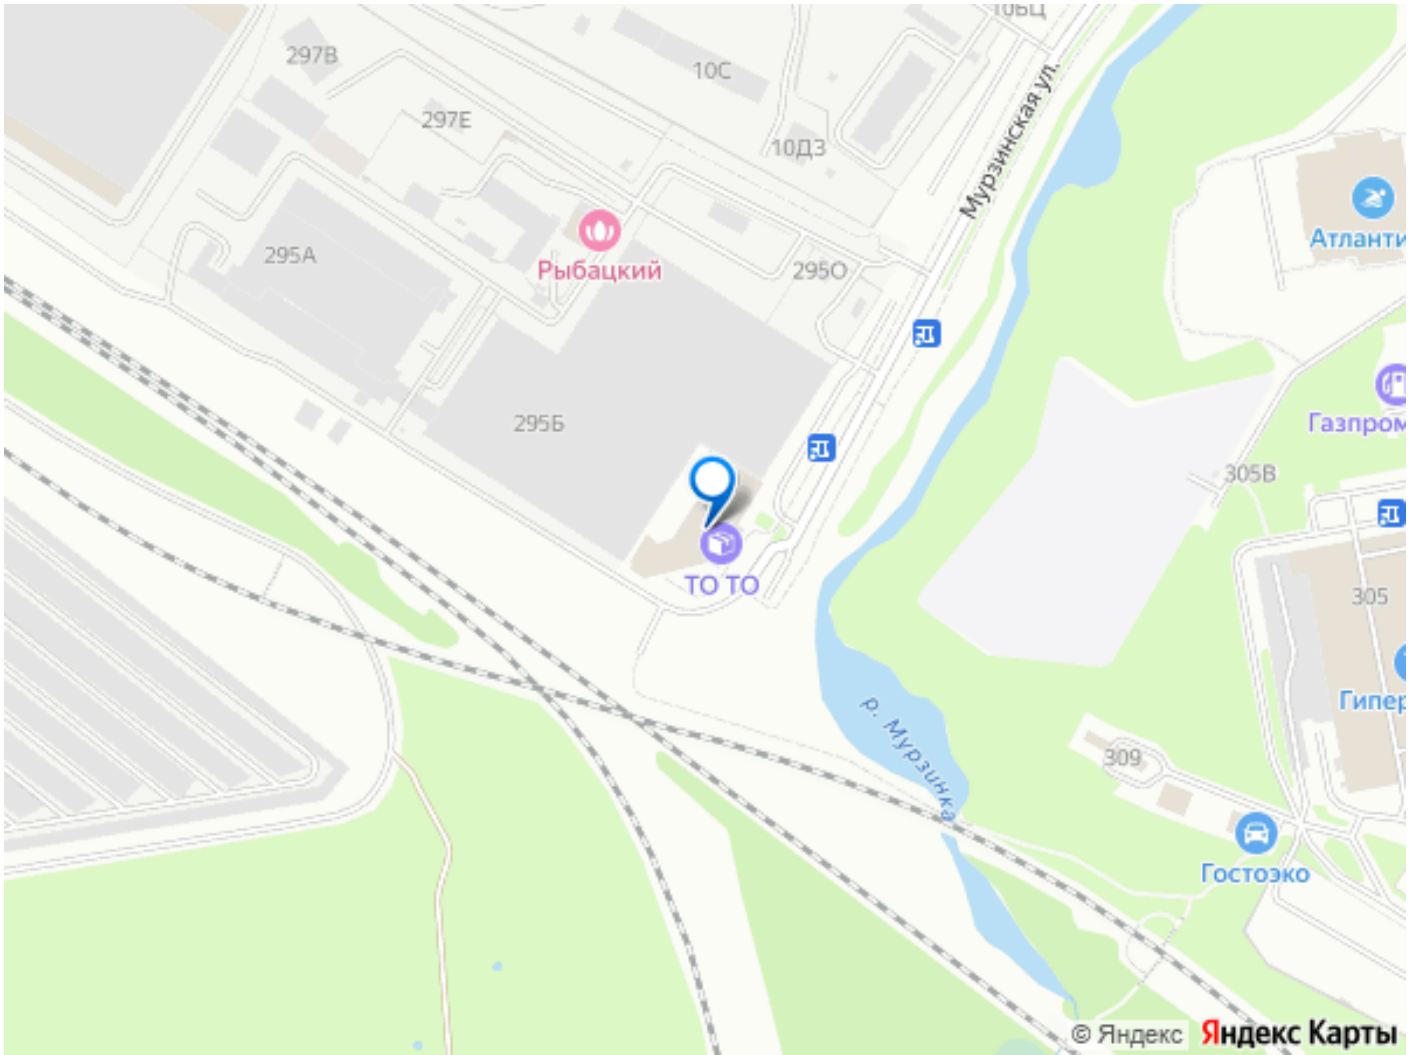 10БЦ
297В
10С
297Е
10Д3
Мурзинская ул.
Атланти
295А
Рыбацкий
295О
Газпром
295Б
305В
ТО ТО
305
Гипер
р. Мурзинка
309
Гостоэко
© Яндекс Яндекс Карты